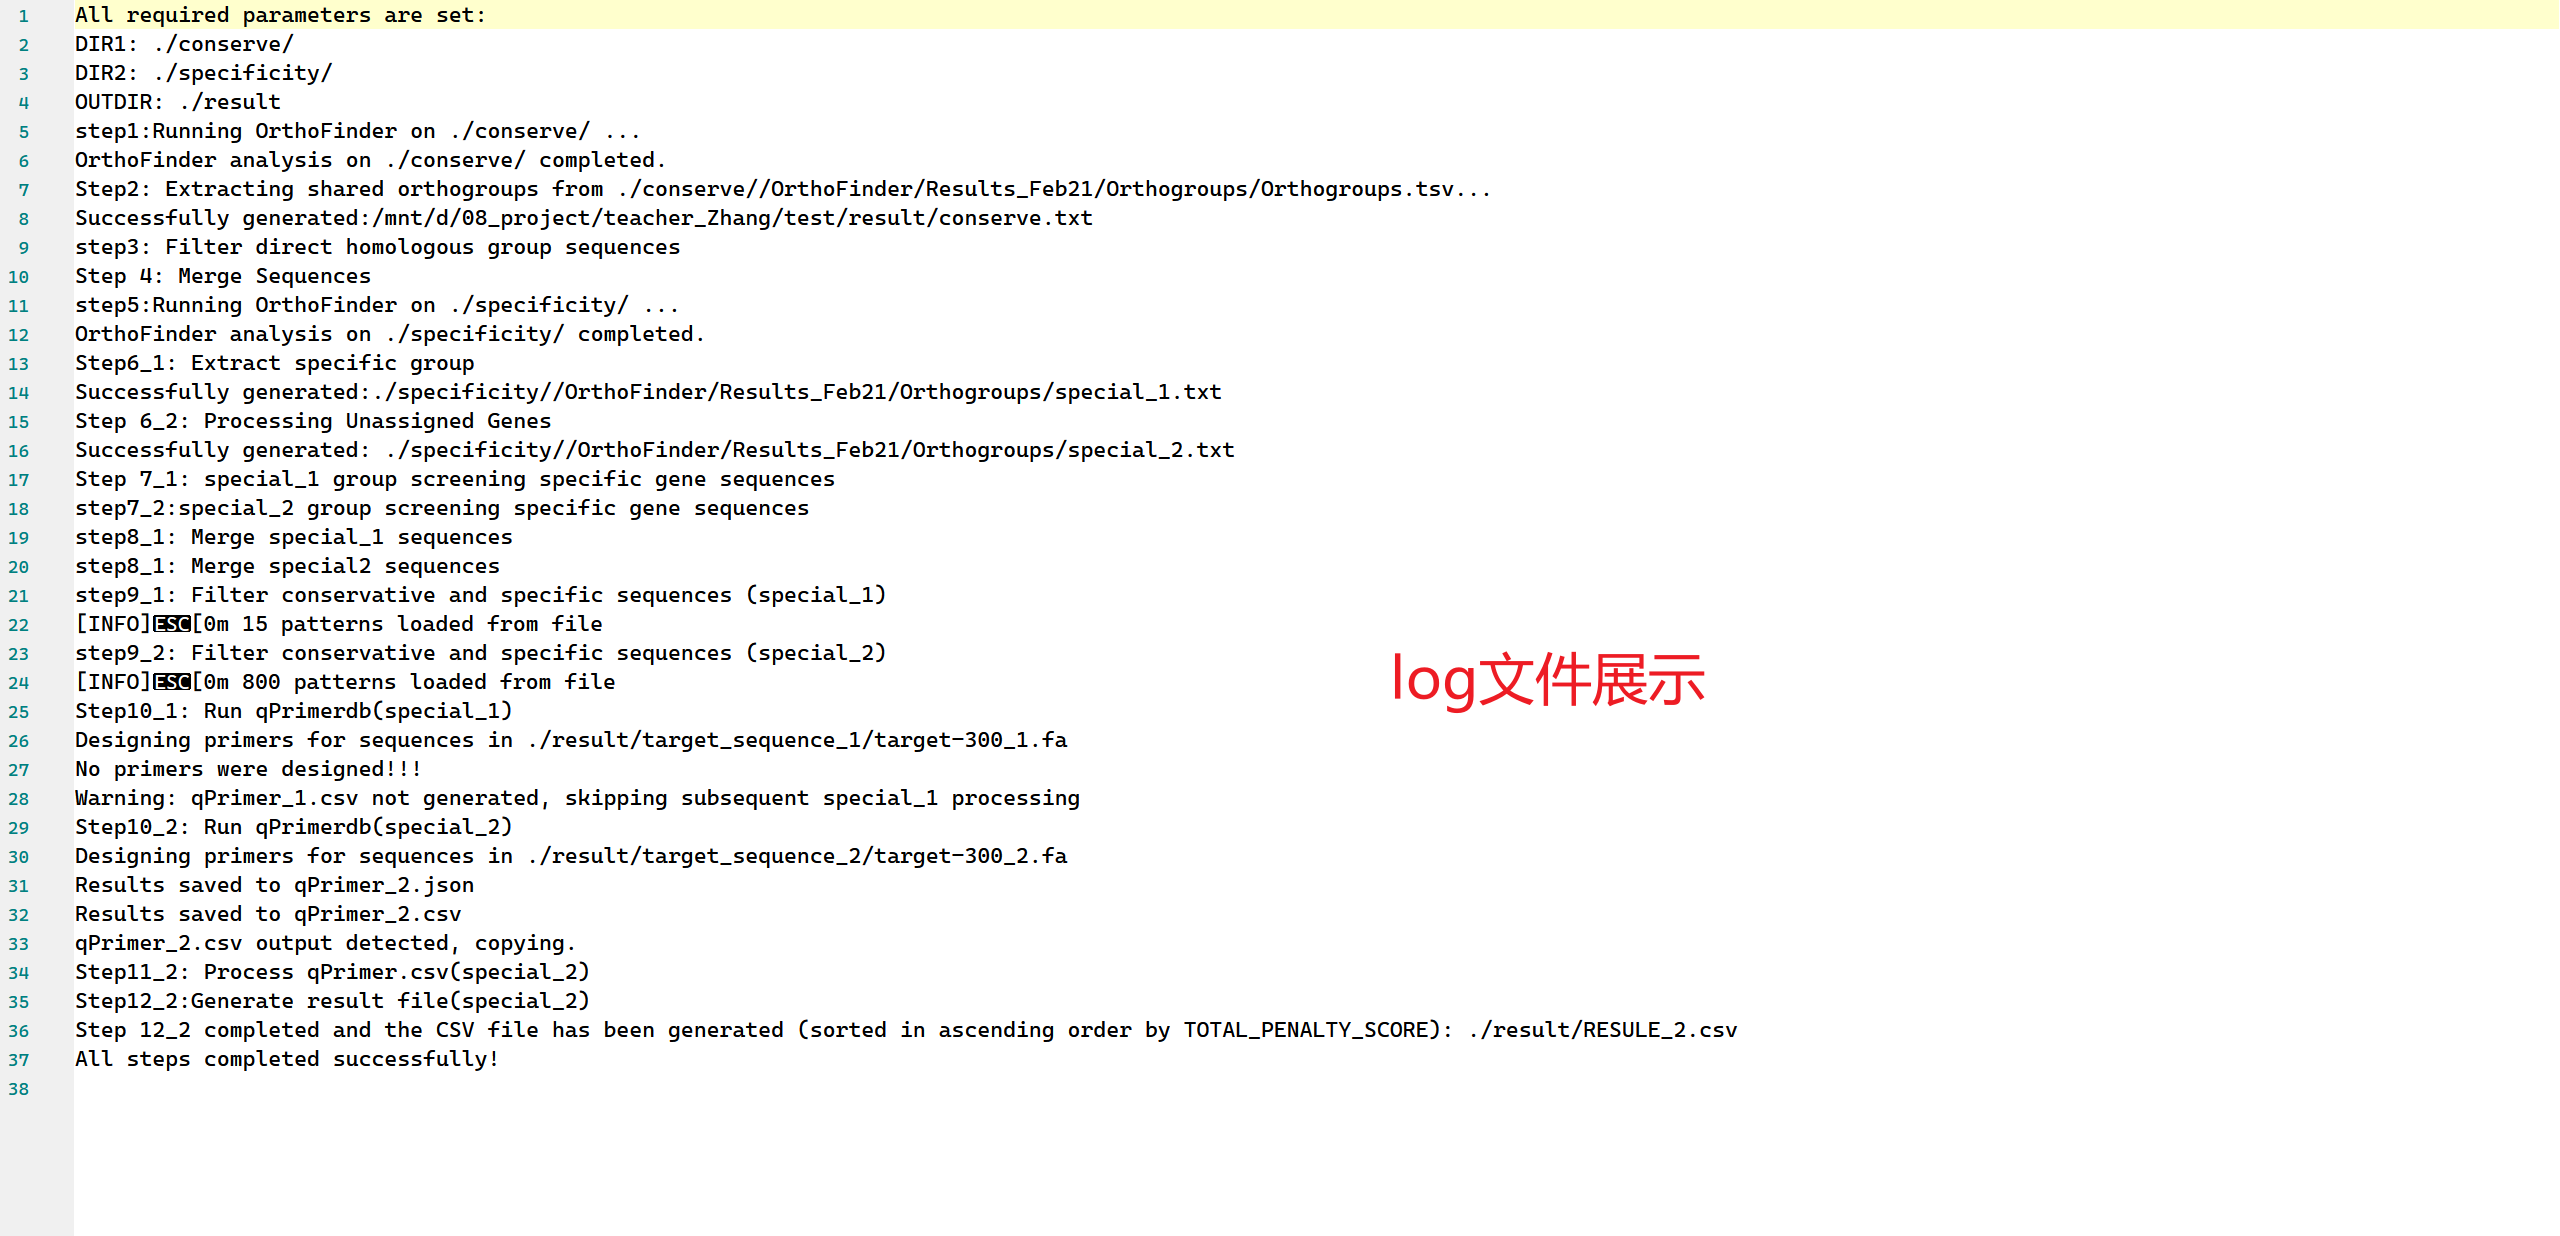 1 All required parameters are set:
2 DIR1: ./conserve/
3 DIR2: ./specificity/
4 OUTDIR: ./result
5 step1:Running OrthoFinder on ./conserve/ ...
6 OrthoFinder analysis on ./conserve/ completed.
7 Step2: Extracting shared orthogroups from ./conserve//OrthoFinder/Results_Feb21/Orthogroups/Orthogroups.tsv...
8 Successfully generated:/mnt/d/08_project/teacher_Zhang/test/result/conserve.txt
9 step3: Filter direct homologous group sequences
10 Step 4: Merge Sequences
11 step5:Running OrthoFinder on ./specificity/ ...
12 OrthoFinder analysis on ./specificity/ completed.
13 Step6_1: Extract specific group
14 Successfully generated:./specificity//OrthoFinder/Results_Feb21/Orthogroups/special_1.txt
15 Step 6_2: Processing Unassigned Genes
16 Successfully generated: ./specificity//OrthoFinder/Results_Feb21/Orthogroups/special_2.txt
17 Step 7_1: special_1 group screening specific gene sequences
18 step7_2:special_2 group screening specific gene sequences
19 step8_1: Merge special_1 sequences
20 step8_1: Merge special2 sequences
21 step9_1: Filter conservative and specific sequences (special_1)
22 [INFO]ESC[0m 15 patterns loaded from file
23 step9_2: Filter conservative and specific sequences (special_2)
24 [INFO]ESC[0m 800 patterns loaded from file
log文件展示
25 Step10_1: Run qPrimerdb(special_1)
26 Designing primers for sequences in ./result/target_sequence_1/target-300_1.fa
27 No primers were designed!!!
28 Warning: qPrimer_1.csv not generated, skipping subsequent special_1 processing
29 Step10_2: Run qPrimerdb(special_2)
30 Designing primers for sequences in ./result/target_sequence_2/target-300_2.fa
31 Results saved to qPrimer_2.json
32 Results saved to qPrimer_2.csv
33 qPrimer_2.csv output detected, copying.
34 Step11_2: Process qPrimer.csv(special_2)
35 Step12_2:Generate result file(special_2)
36 Step 12_2 completed and the CSV file has been generated (sorted in ascending order by TOTAL_PENALTY_SCORE): ./result/RESULE_2.csv
37 All steps completed successfully!
38